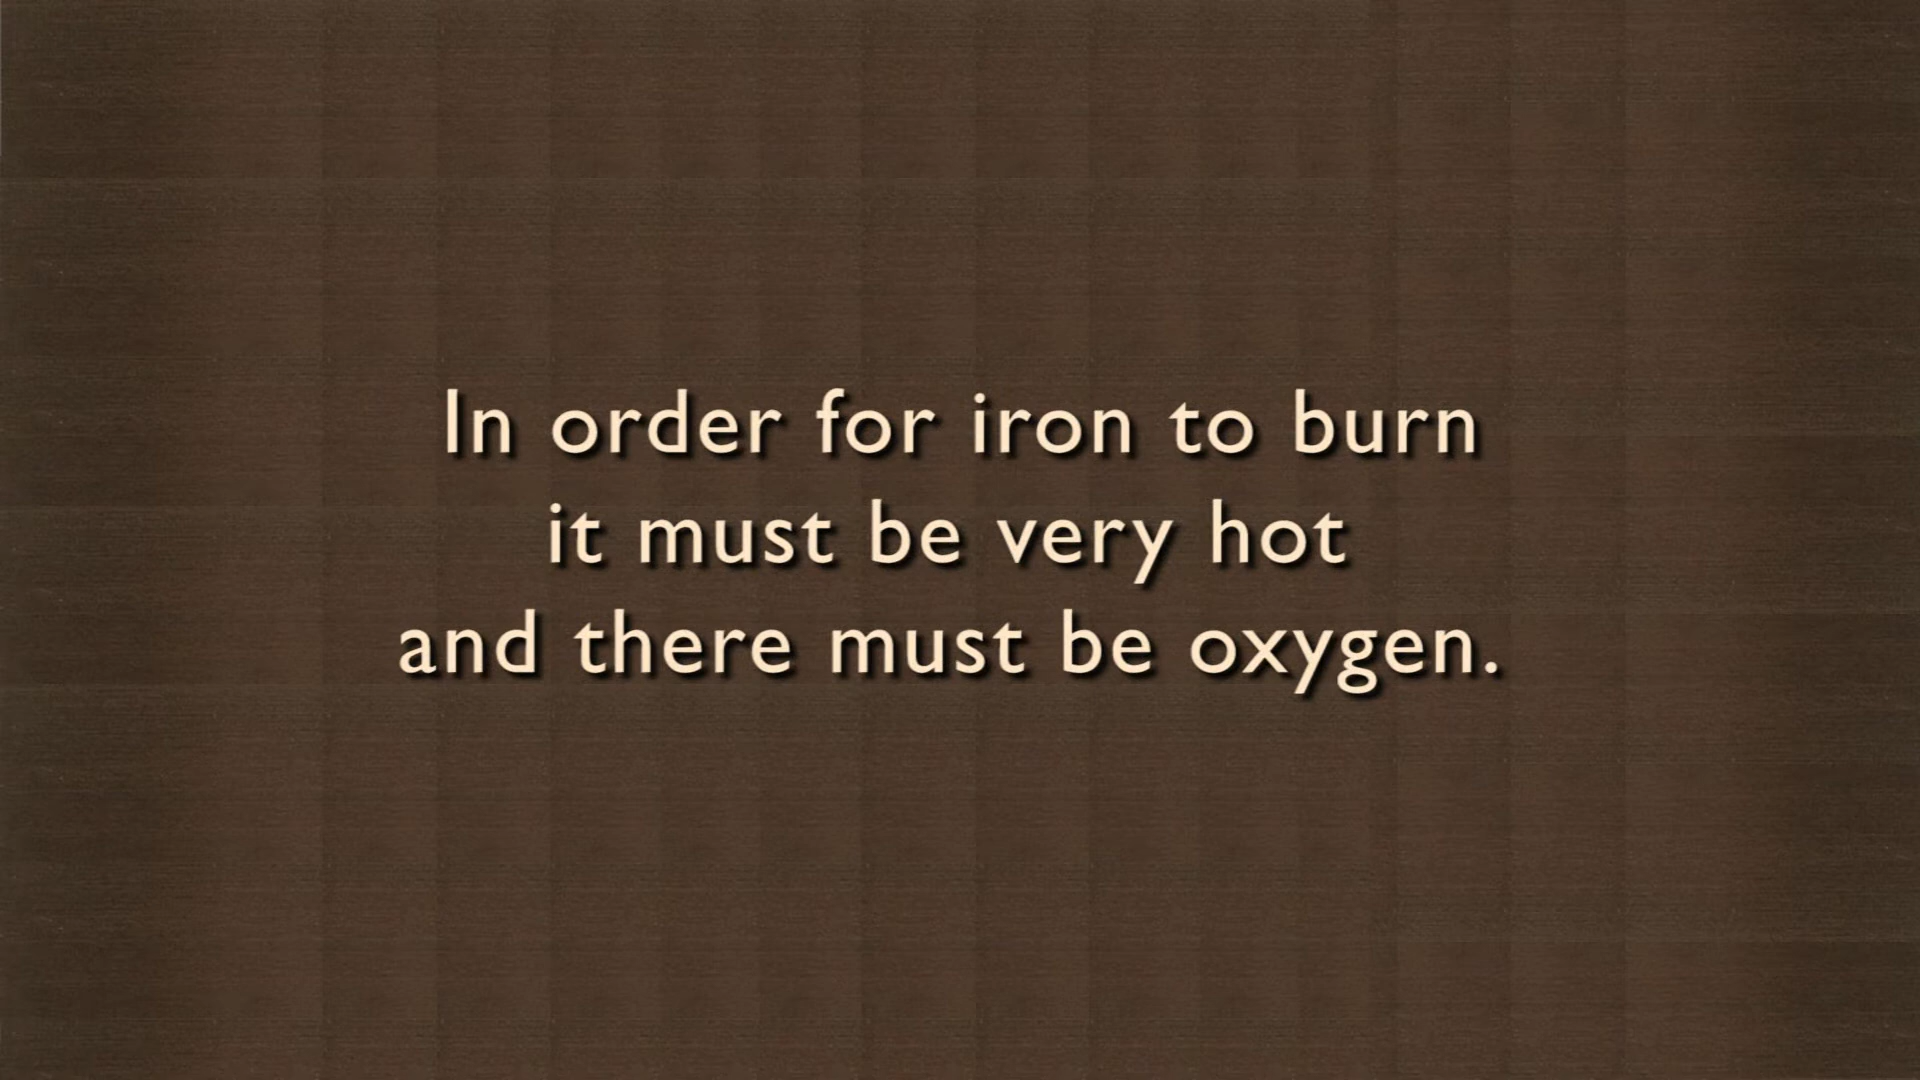 In order for iron to burn
it must be very hot
and there must be oxygen.